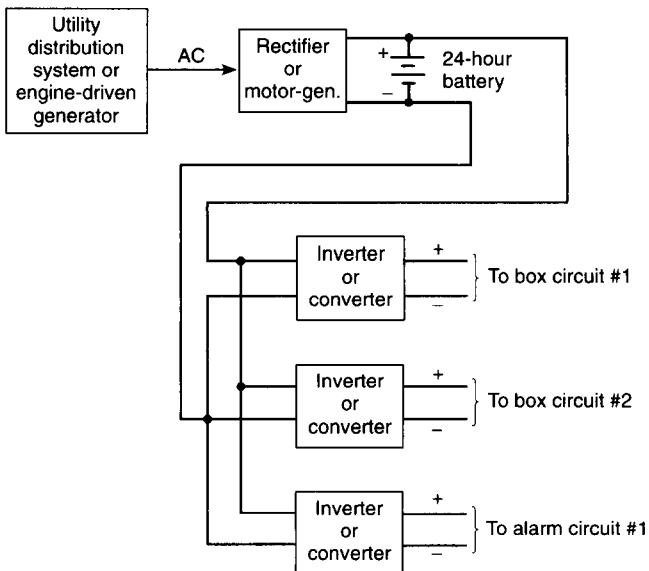 Utility
distribution
system or
engine-driven
generator
AC
Rectifier
or
motor-gen.
+
−
24-hour
battery
Inverter
or
converter
+
−
To box circuit #1
Inverter
or
converter
+
−
To box circuit #2
Inverter
or
converter
+
−
To alarm circuit #1